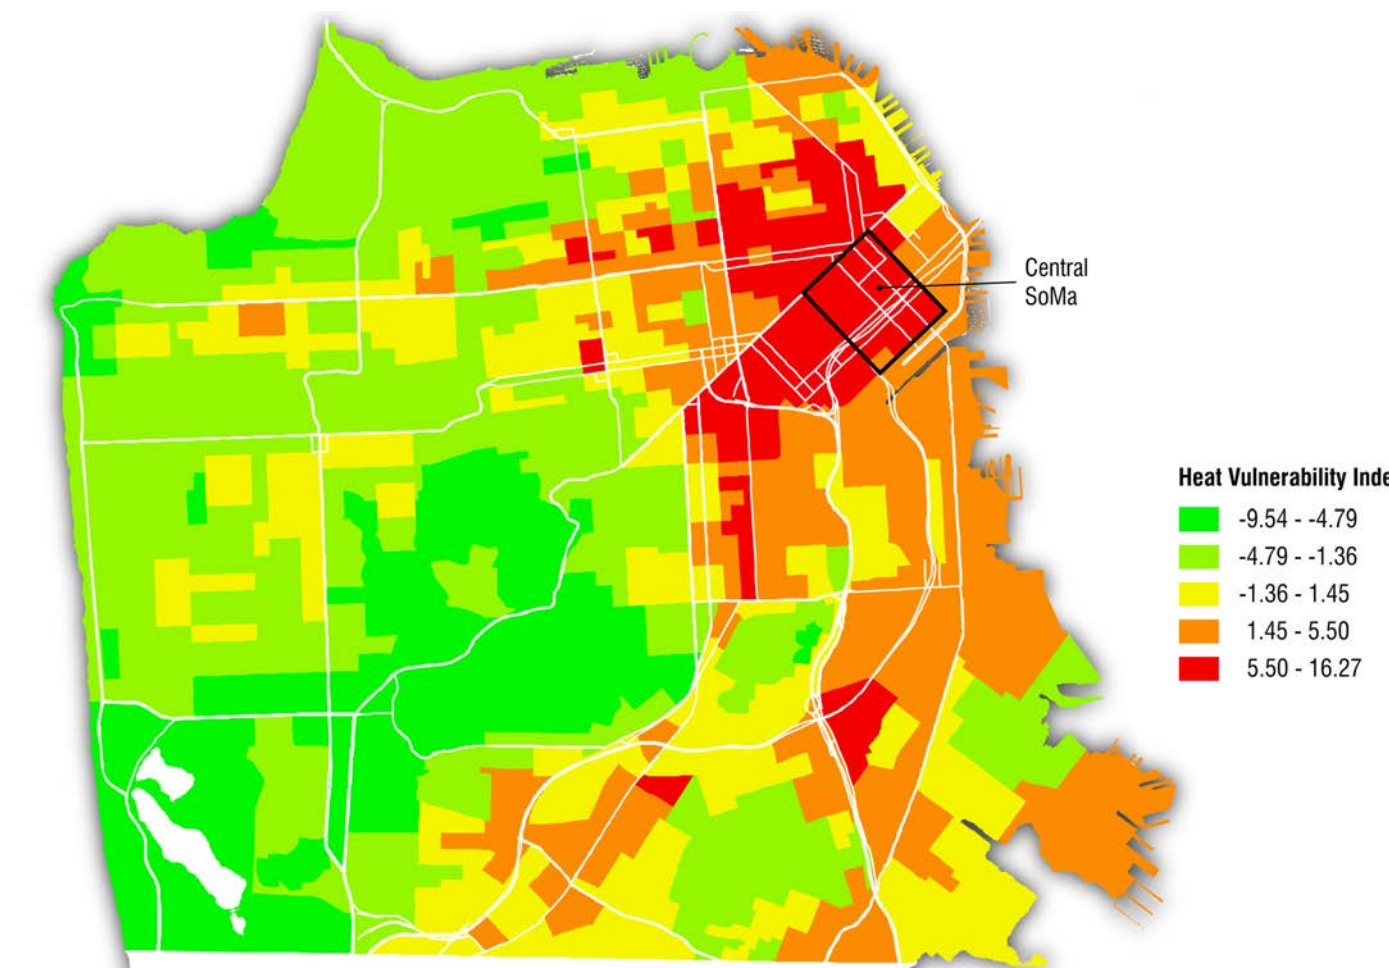 Central
SoMa
Heat Vulnerability Inde
-9.54 - -4.79
-4.79 - -1.36
-1.36 - 1.45
1.45 - 5.50
5.50 - 16.27